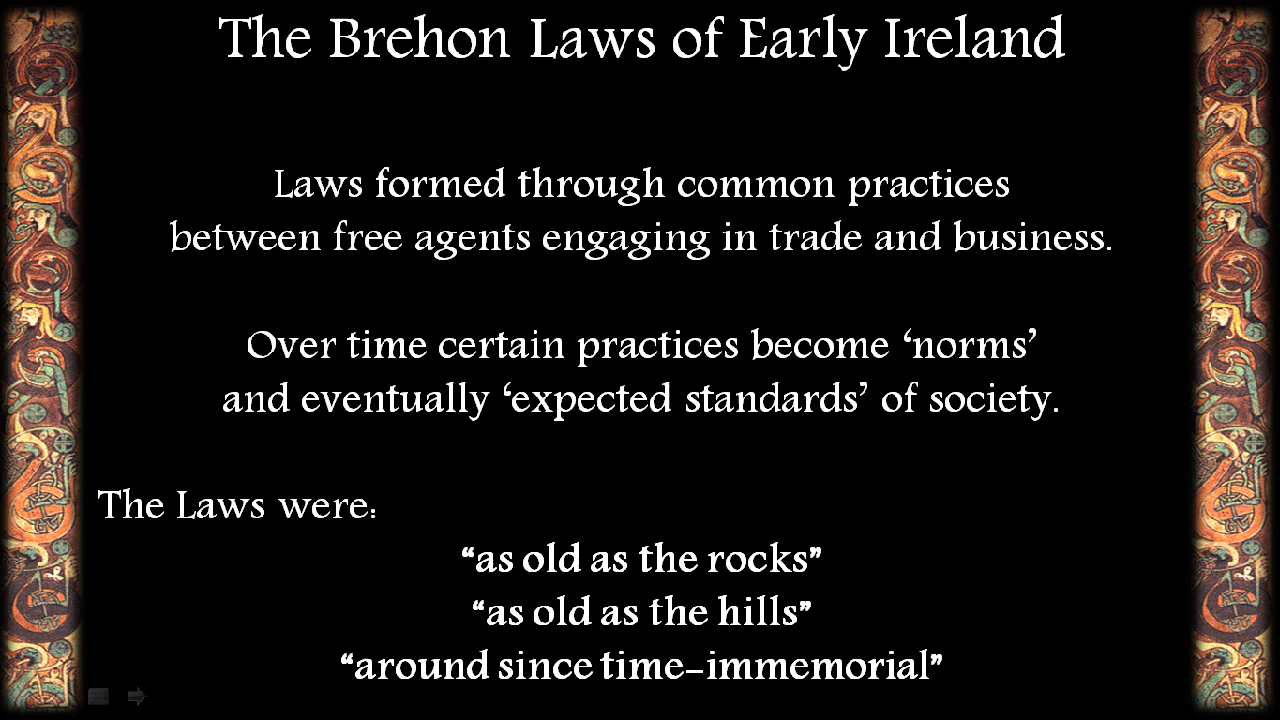 The Brehon Laws of Early Ireland
Laws formed through common practices
between free agents engaging in trade and business.
Over time certain practices become ‘norms’
and eventually ‘expected standards’ of society.
The Laws were:
“as old as the rocks”
“as old as the hills”
“around since time-immemorial”